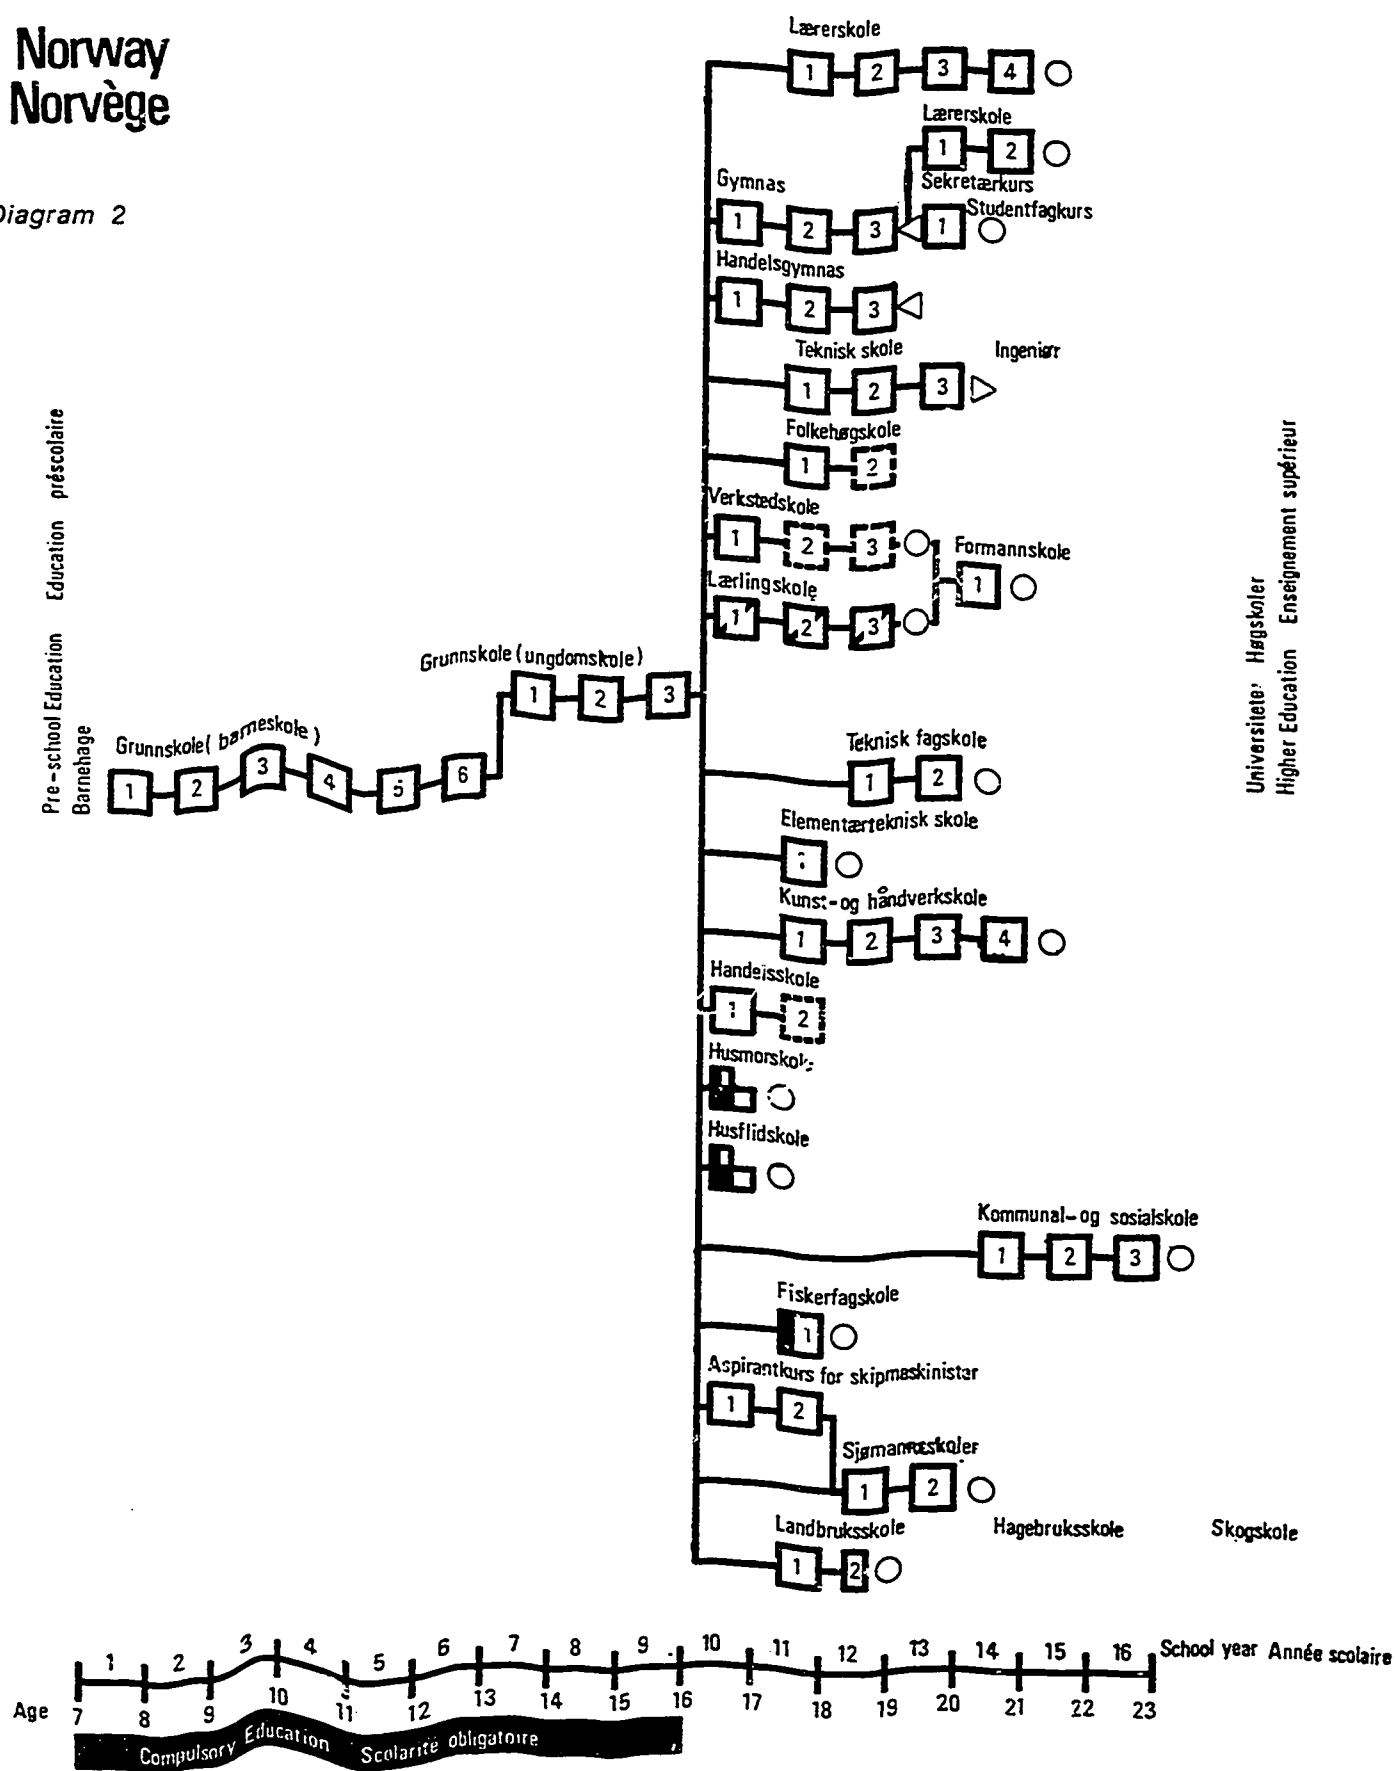 Norway
Norvège
Diagram 2
Lærerskole
1 2 3 4
Lærerskole
1 2
Gymnas
Sekretærkurs
Studentfagkurs
1 2 3 1
Handelsgymnas
1 2 3
Teknisk skole
Ingeniør
1 2 3
Folkehøgskole
1 2
Verkstedskole
1 2 3
Formannskole
1
Lærlingskole
1 2 3
Pre-school Education Education préscolaire
Barnehage
Grunnskole (ungdomskole)
1 2 3
Grunnskole (barneskole)
1 2 3 4 5 6
Universitete, Høgskoler
Higher Education Enseignement supérieur
Teknisk fagskole
1 2
Elementærteknisk skole
Kunst-og håndverkskole
1 2 3 4
Handelsskole
1 2
Husmorskole
Husflidskole
Kommunal-og sosialskole
1 2 3
Fiskerfagskole
1
Aspirantkurs for skipmaskinister
1 2
Sjømannsskoler
1 2
Landbruksskole
Hagebruksskole
Skogskole
1 2
1 2 3 4 5 6 7 8 9 10 11 12 13 14 15 16 School year Année scolaire
Age 7 8 9 10 11 12 13 14 15 16 17 18 19 20 21 22 23
Compulsory Education Scolarité obligatoire